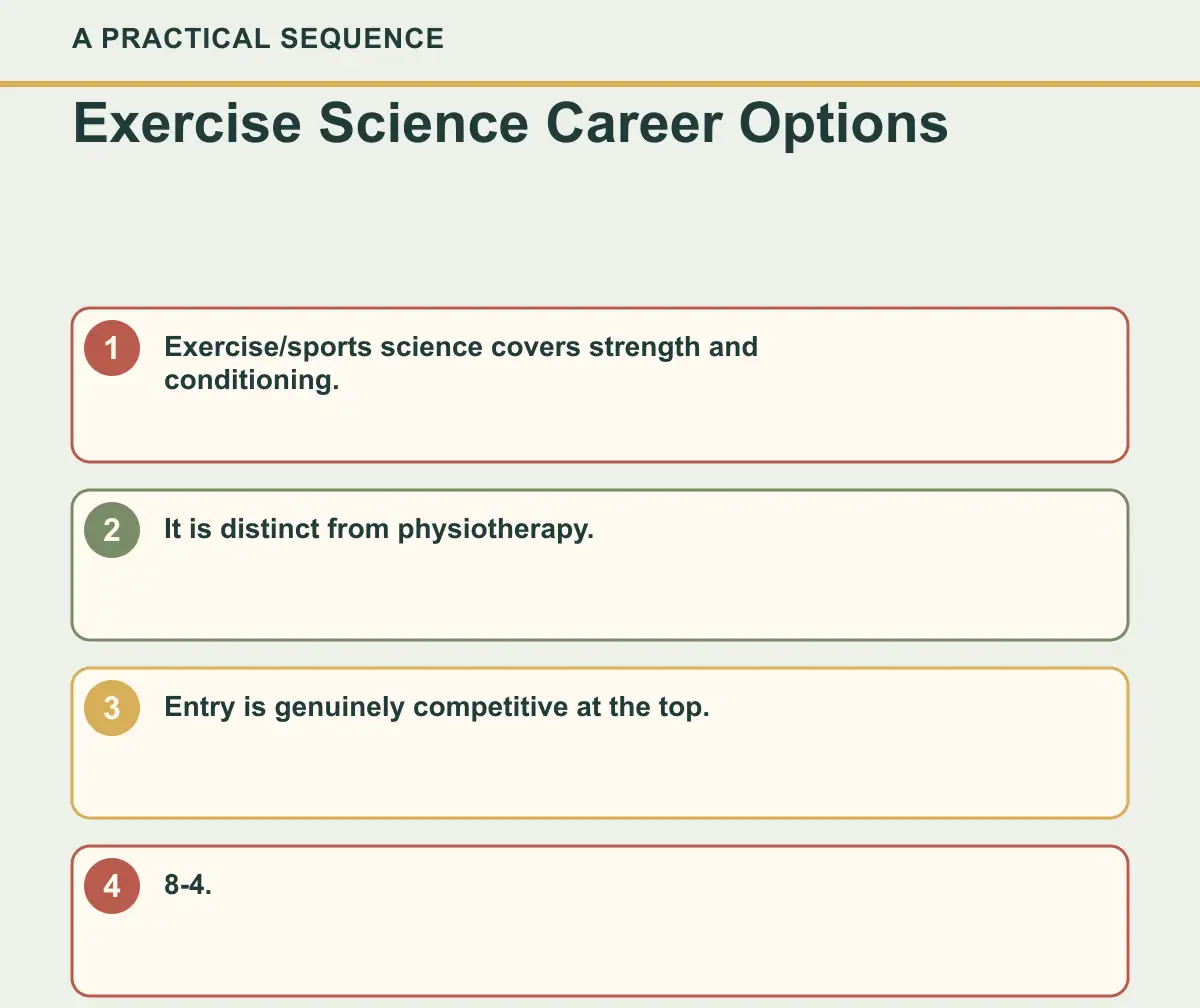 A PRACTICAL SEQUENCE
Exercise Science Career Options
1
Exercise/sports science covers strength and
conditioning.
2
It is distinct from physiotherapy.
3
Entry is genuinely competitive at the top.
4
8-4.